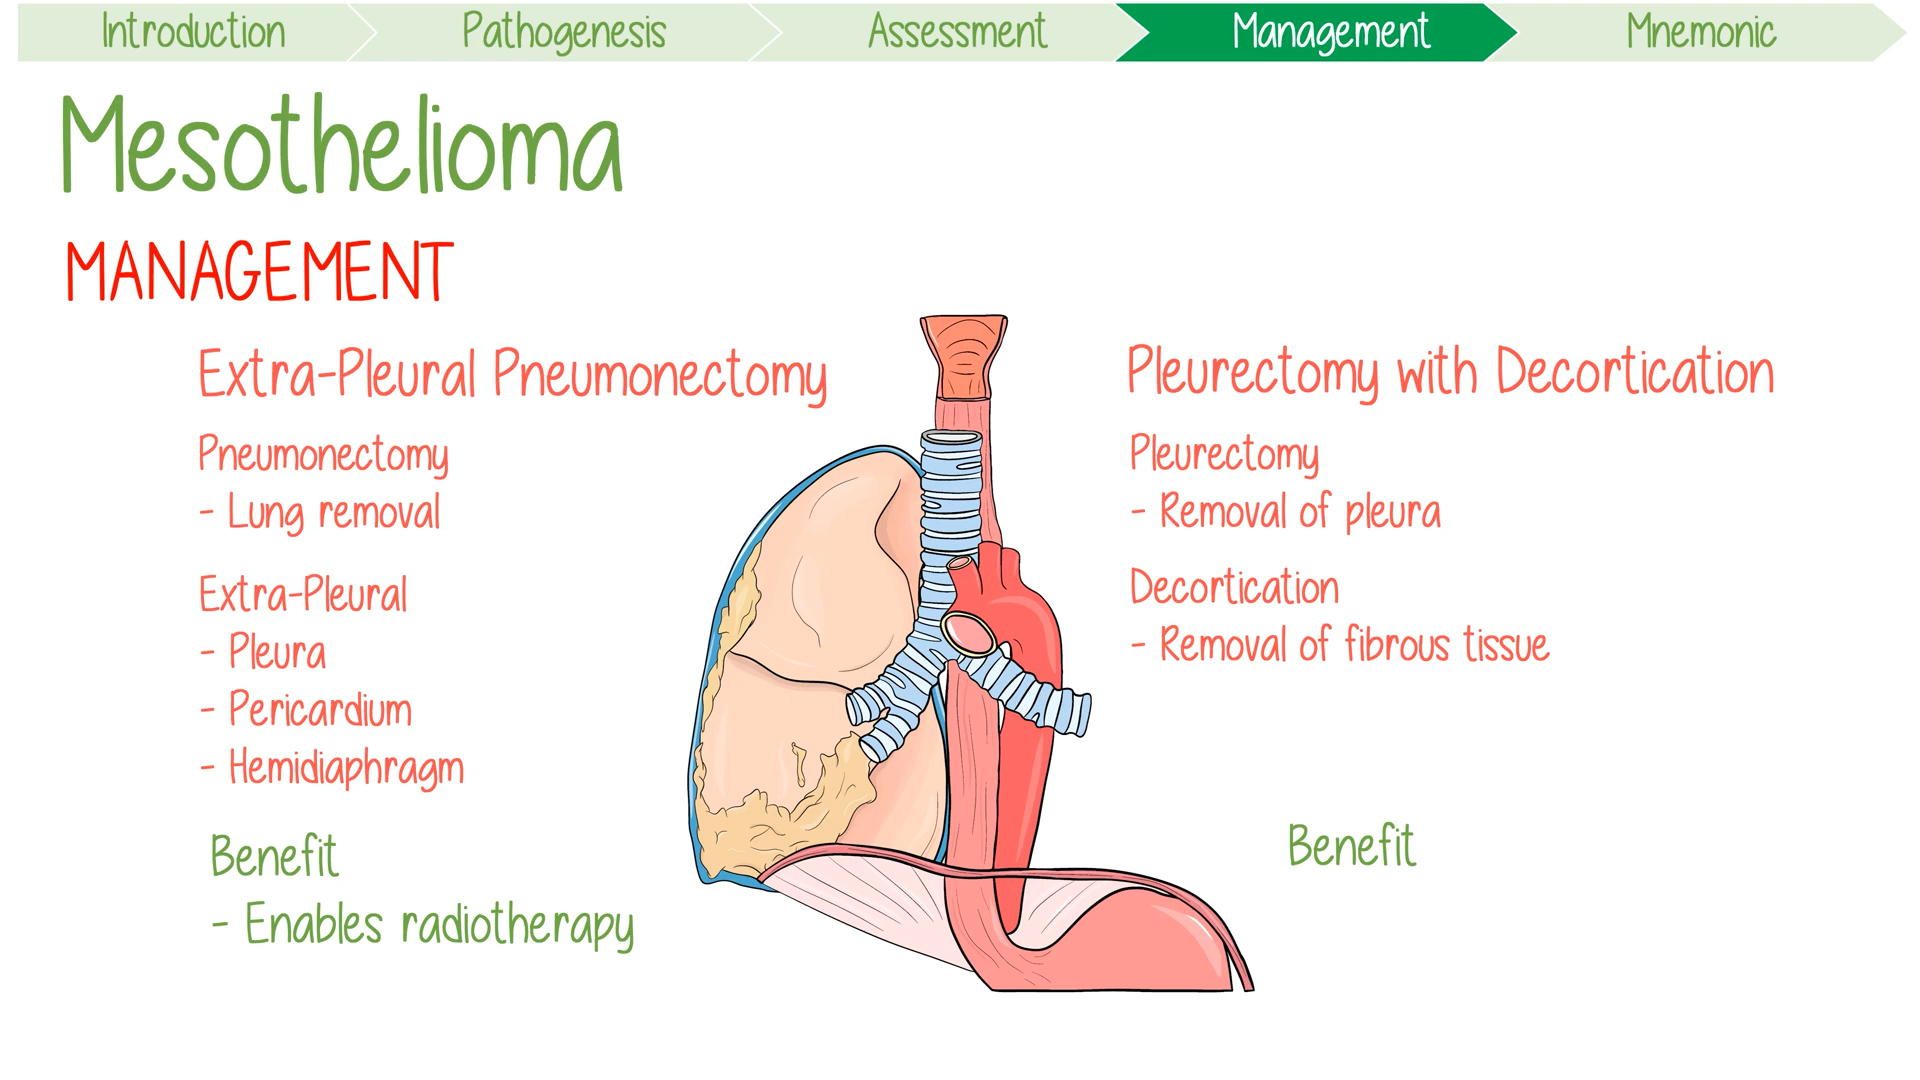 Introduction
Pathogenesis
Assessment
Management
Mnemonic
Mesothelioma
MANAGEMENT
Extra-Pleural Pneumonectomy
Pneumonectomy
- Lung removal
Extra-Pleural
- Pleura
- Pericardium
- Hemidiaphragm
Benefit
- Enables radiotherapy
Pleurectomy with Decortication
Pleurectomy
- Removal of pleura
Decortication
- Removal of fibrous tissue
Benefit